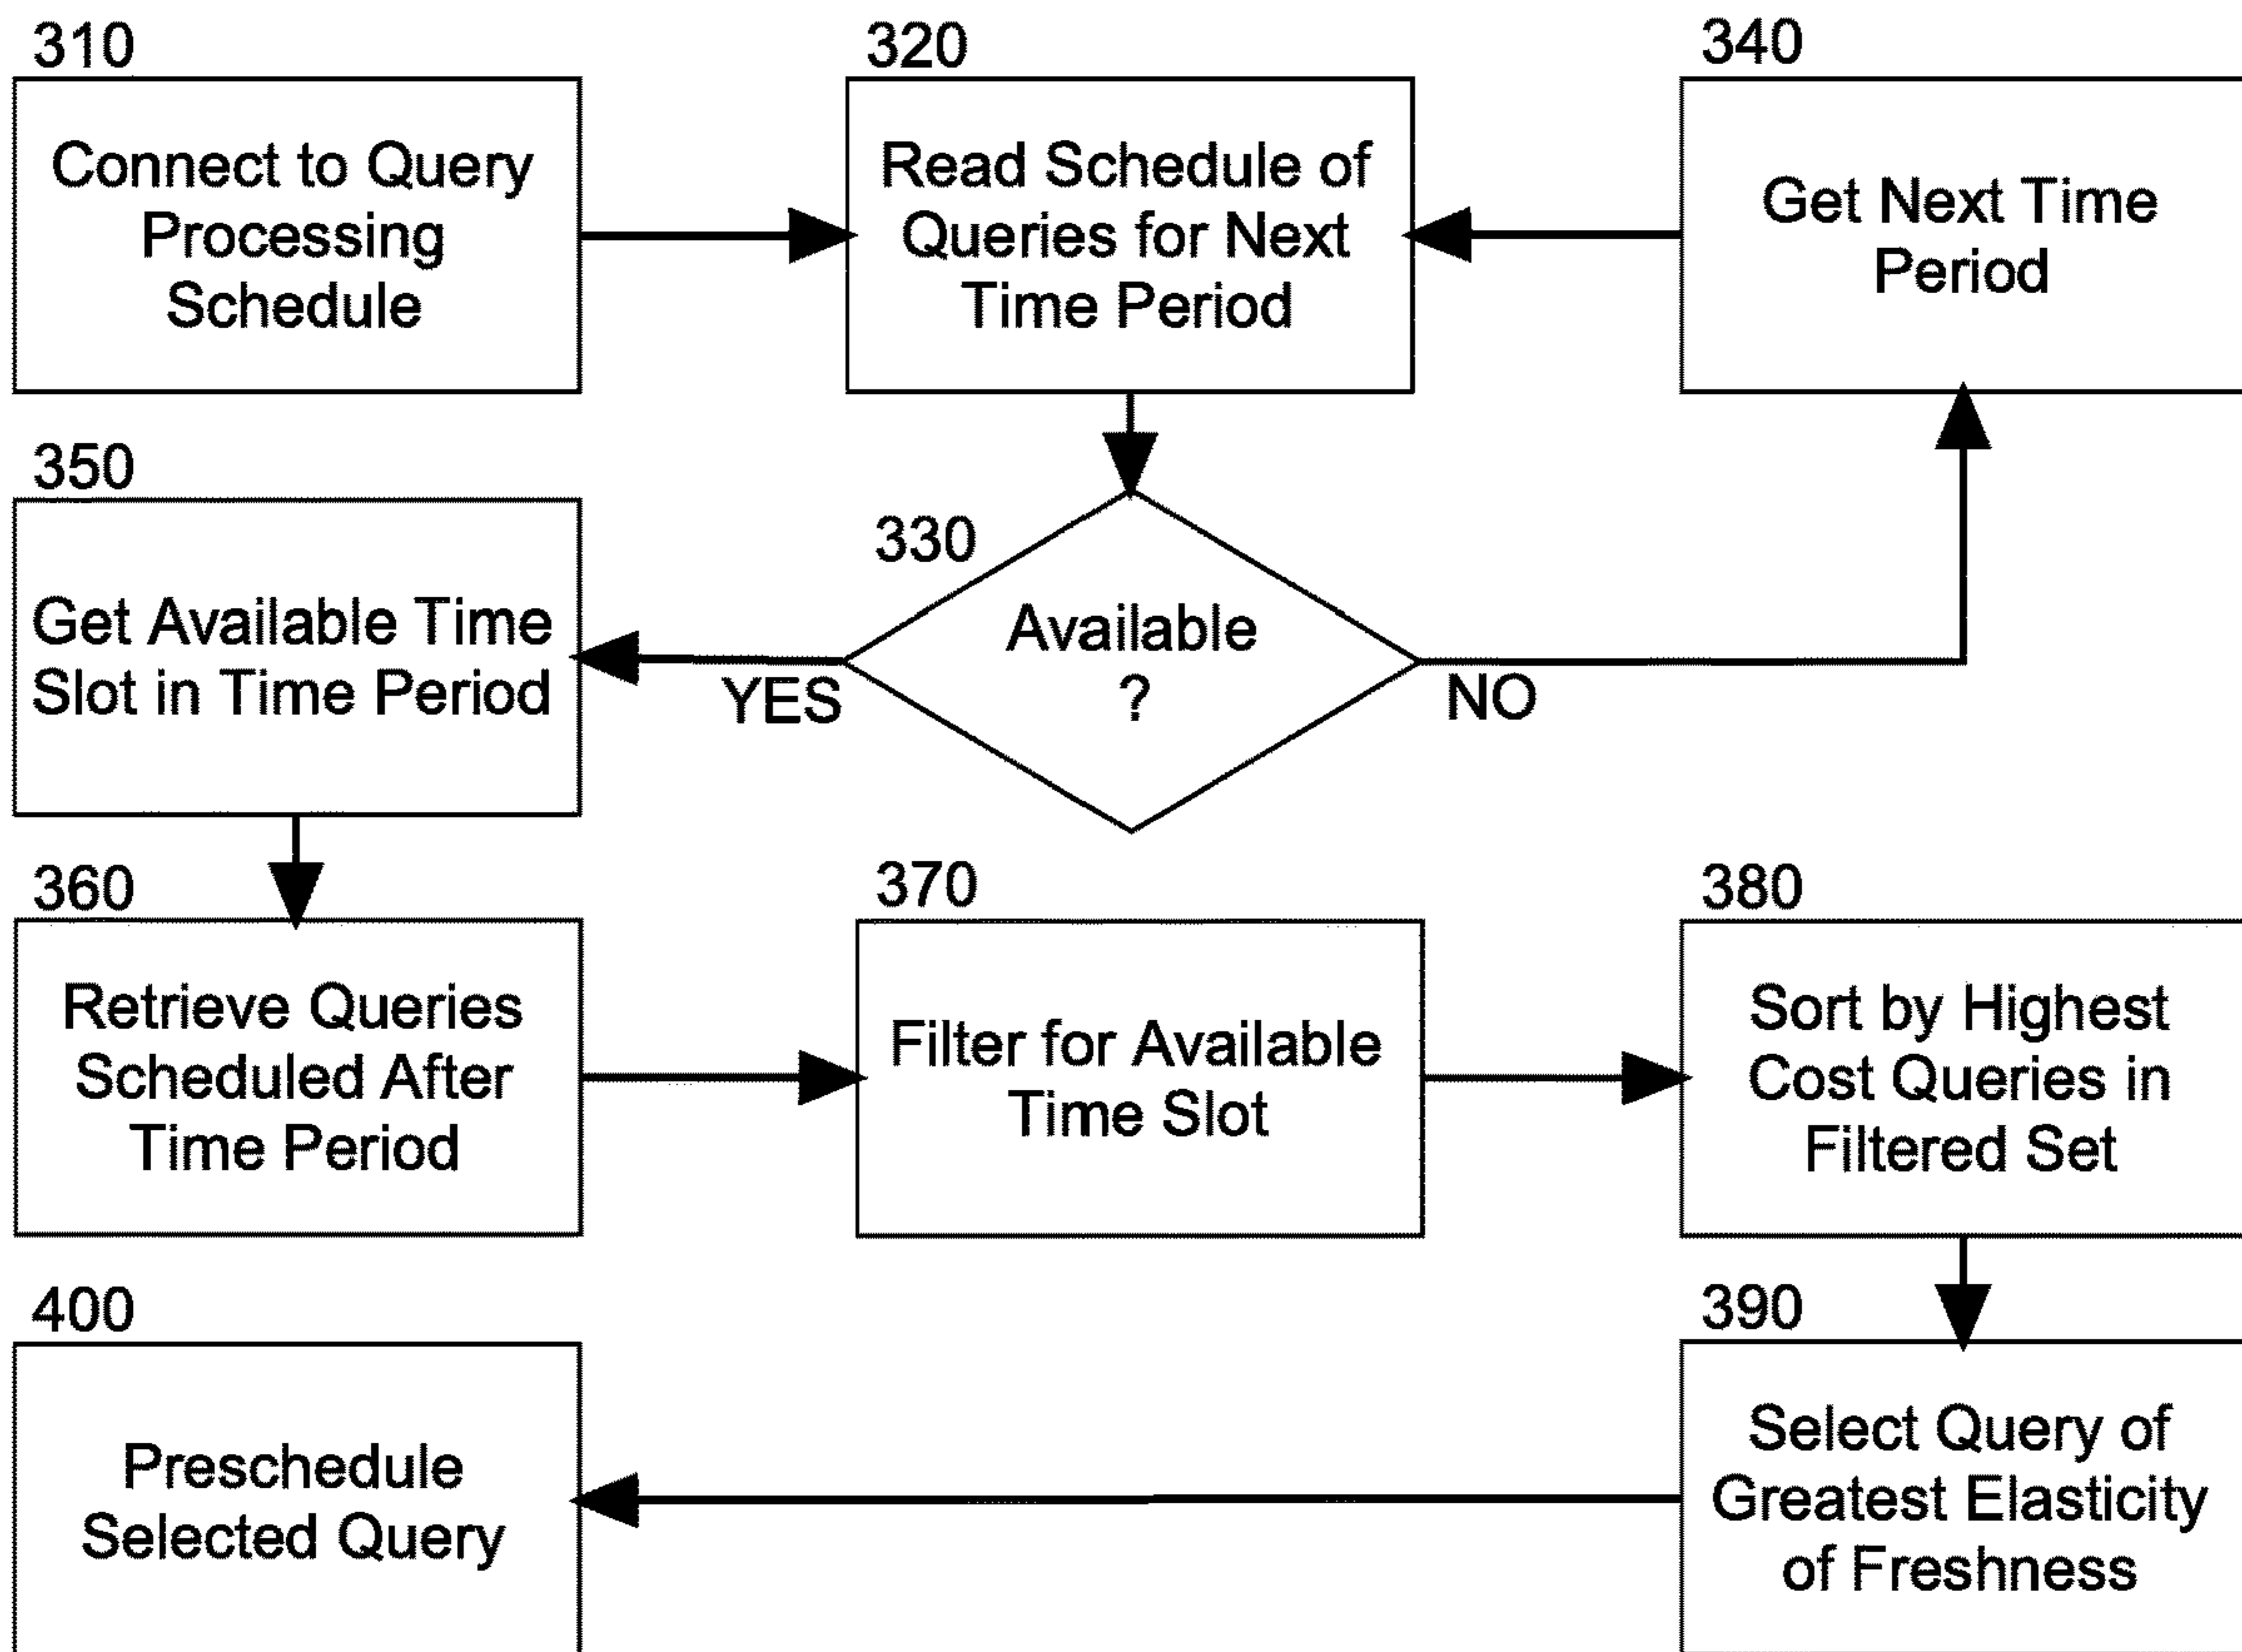 310
Connect to Query
Processing
Schedule
320
Read Schedule of
Queries for Next
Time Period
340
Get Next Time
Period
350
Get Available Time
Slot in Time Period
330
Available
?
YES
NO
360
Retrieve Queries
Scheduled After
Time Period
370
Filter for Available
Time Slot
380
Sort by Highest
Cost Queries in
Filtered Set
400
Preschedule
Selected Query
390
Select Query of
Greatest Elasticity
of Freshness